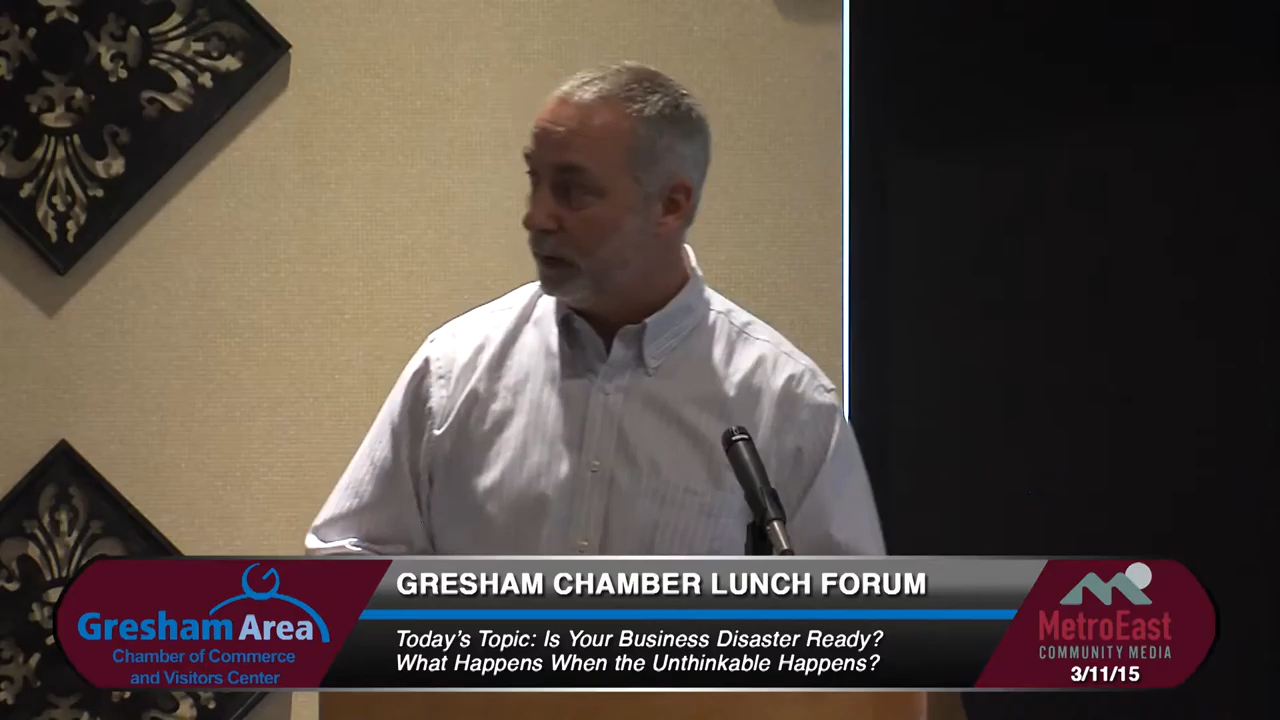 GRESHAM CHAMBER LUNCH FORUM
Gresham Area
Chamber of Commerce
and Visitors Center
Today's Topic: Is Your Business Disaster Ready?
What Happens When the Unthinkable Happens?
MetroEast
COMMUNITY MEDIA
3/11/15